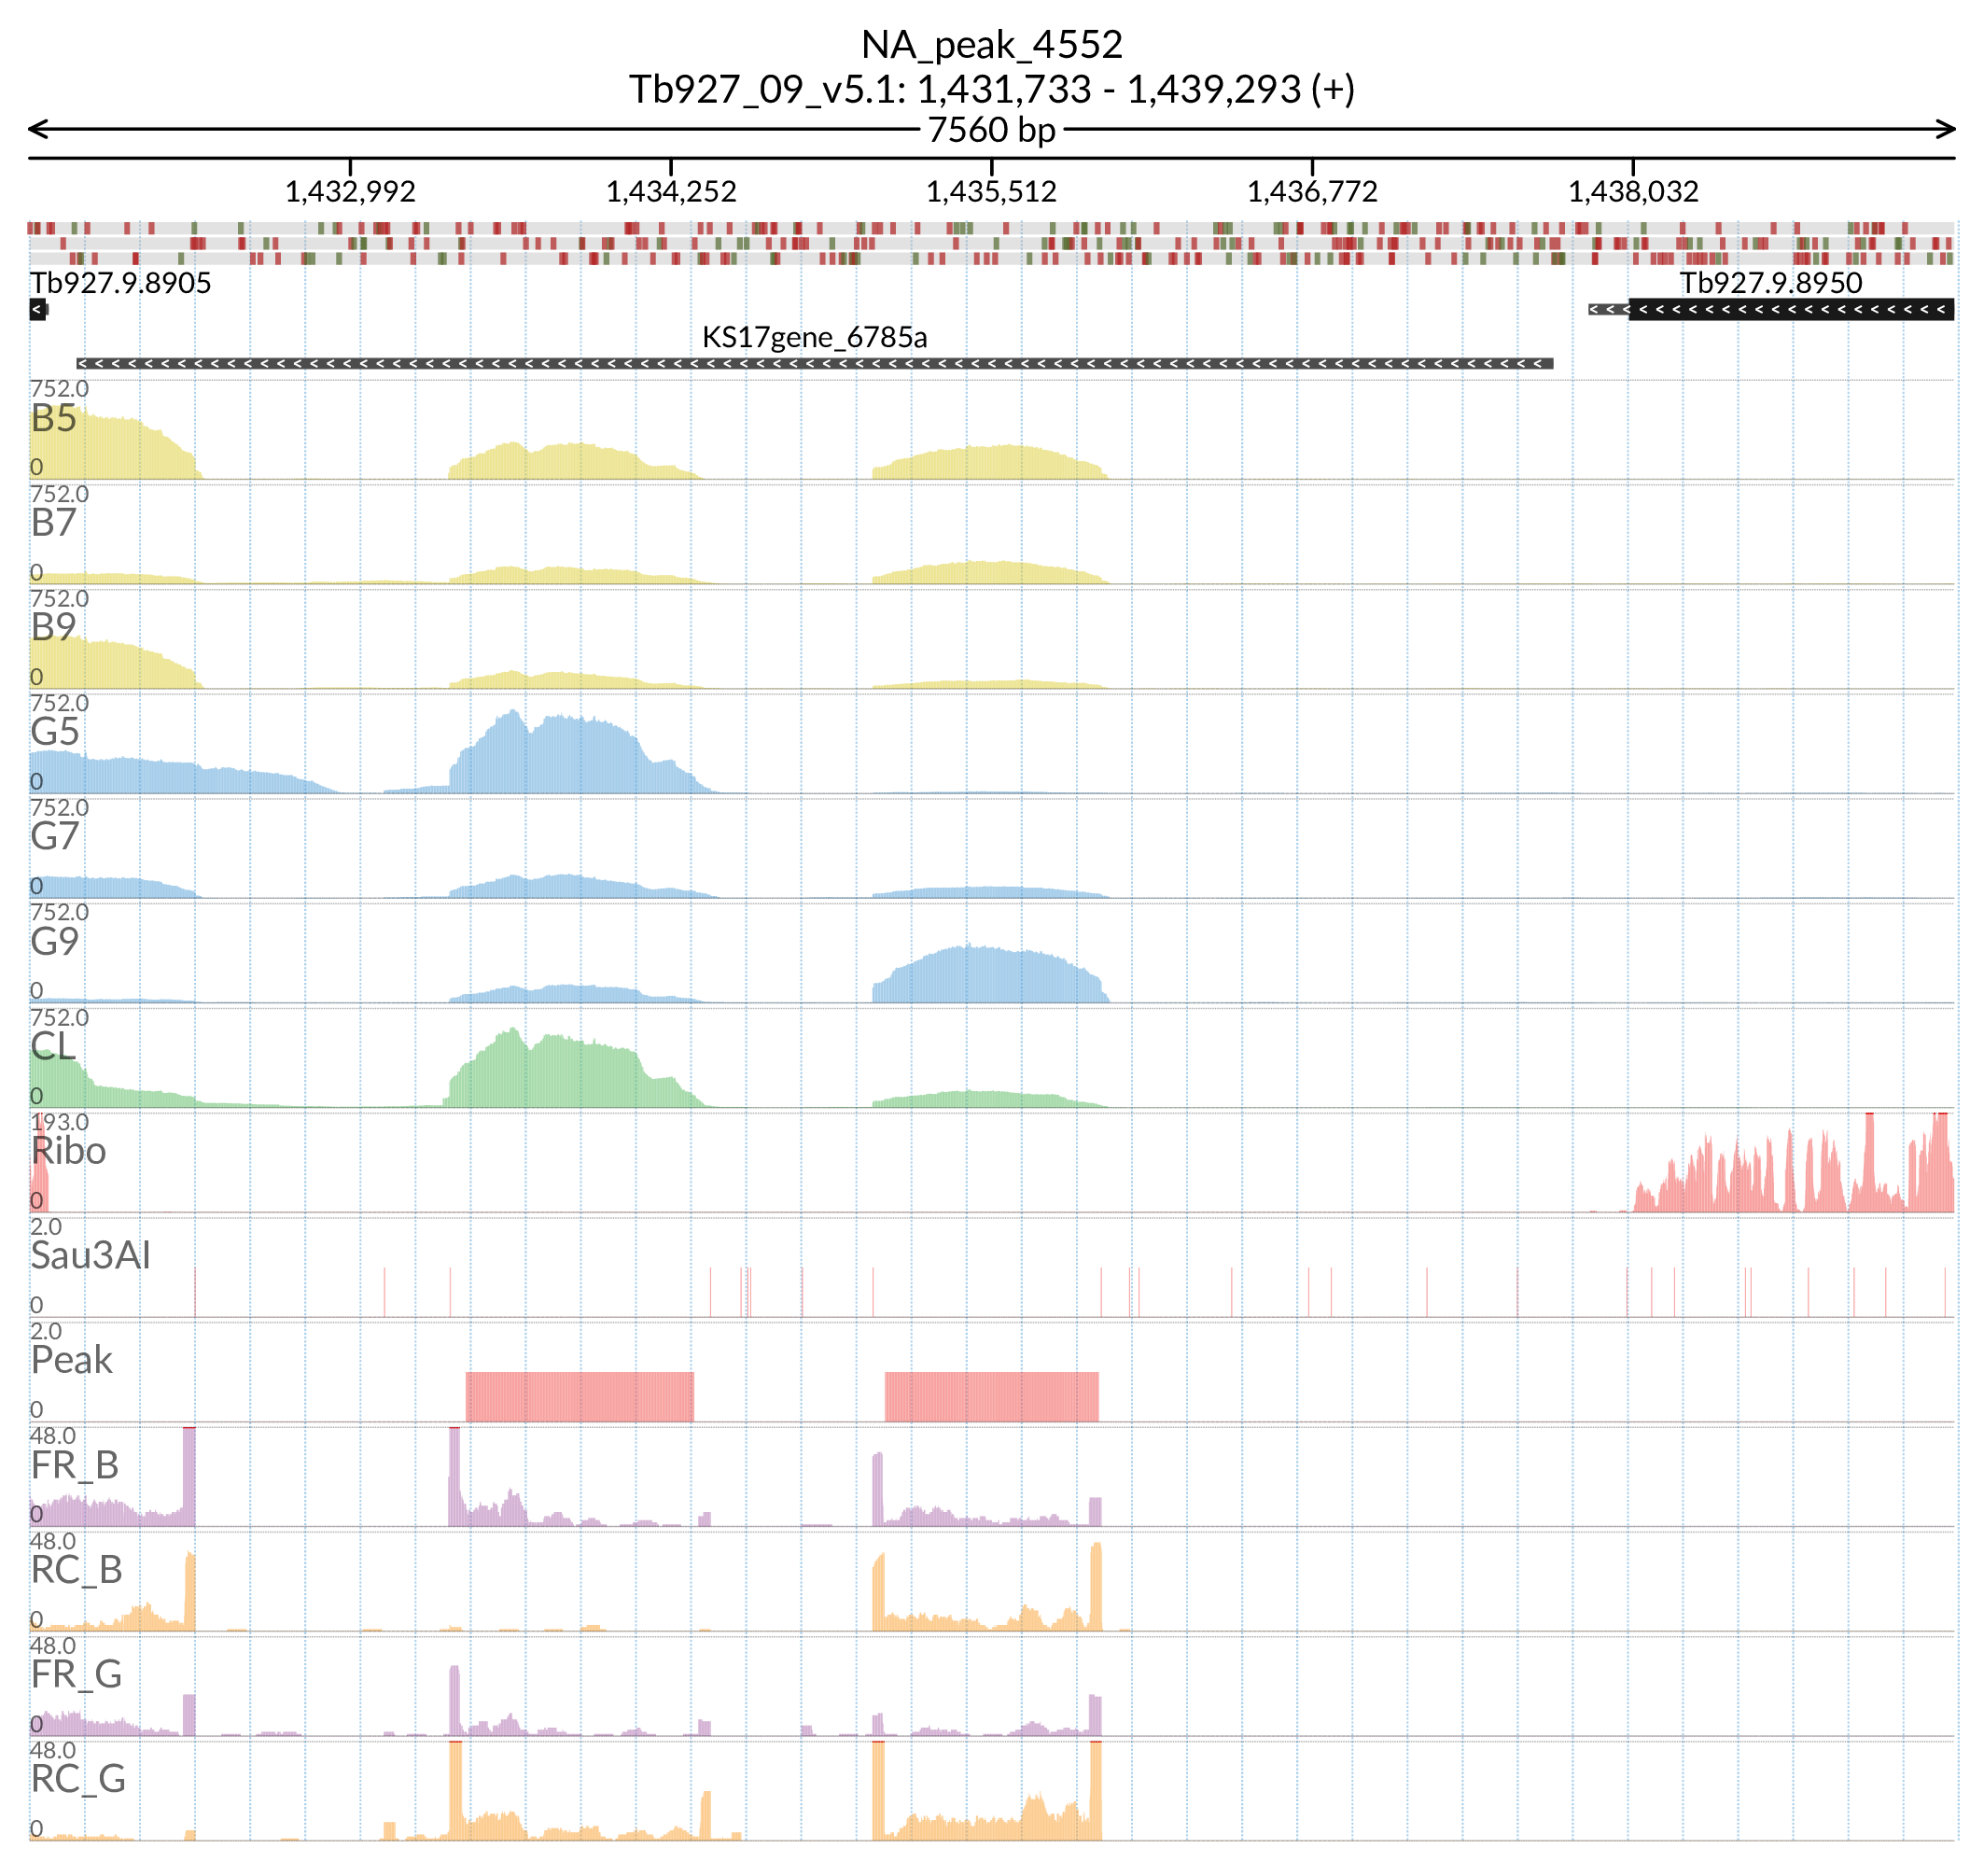 NA_peak_4552
Tb927_09_v5.1: 1,431,733 - 1,439,293 (+)
7560 bp
1,432,992 1,434,252 1,435,512 1,436,772 1,438,032
Tb927.9.8905 Tb927.9.8950
KS17gene_6785a
752.0
B5
0
752.0
B7
0
752.0
B9
0
752.0
G5
0
752.0
G7
0
752.0
G9
0
752.0
CL
0
193.0
Ribo
0
2.0
Sau3AI
0
2.0
Peak
0
48.0
FR_B
0
48.0
RC_B
0
48.0
FR_G
0
48.0
RC_G
0